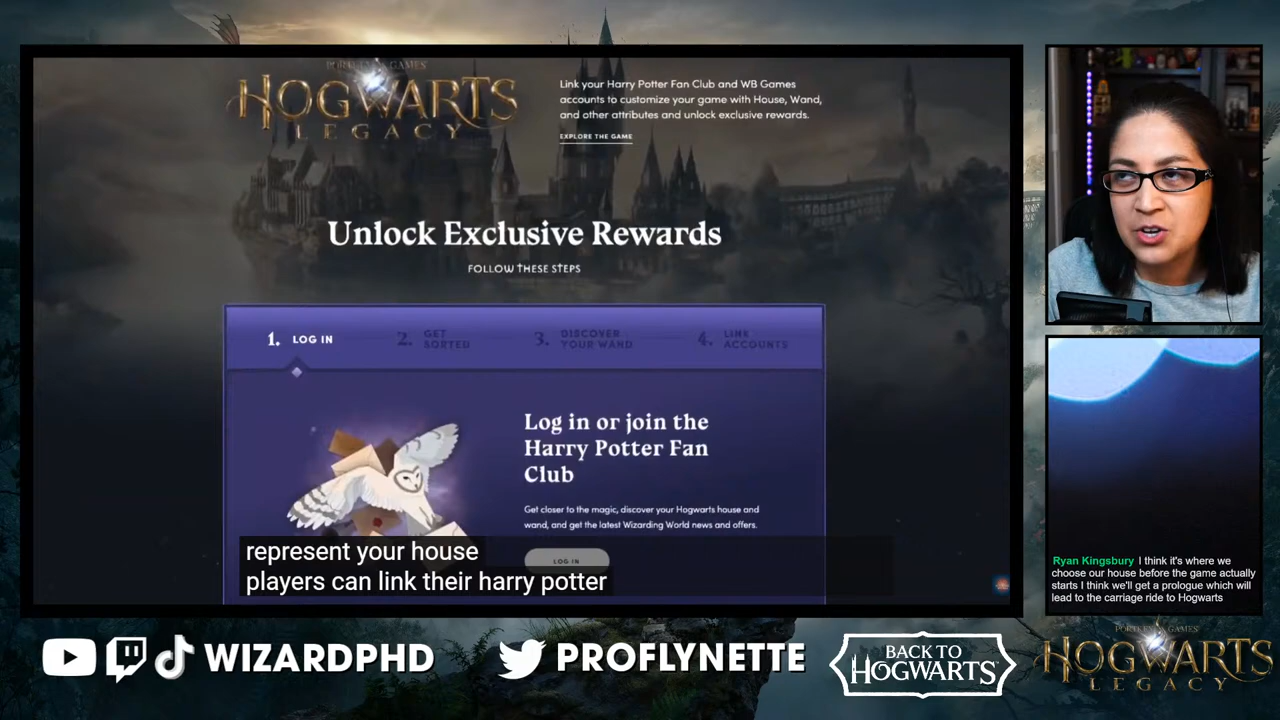 PORTKEY GAMES
HOGWARTS
LEGACY
Link your Harry Potter Fan Club and WB Games
accounts to customize your game with House, Wand,
and other attributes and unlock exclusive rewards.
EXPLORE THE GAME
Unlock Exclusive Rewards
FOLLOW THESE STEPS
1. LOG IN
2. GET
SORTED
3. DISCOVER
YOUR WAND
4. LINK
ACCOUNTS
Log in or join the
Harry Potter Fan
Club
Get closer to the magic, discover your Hogwarts house and
wand, and get the latest Wizarding World news and offers.
LOG IN
represent your house
players can link their harry potter
Ryan Kingsbury I think it's where we
choose our house before the game actually
starts I think we'll get a prologue which will
lead to the carriage ride to Hogwarts
WIZARDPHD
PROFLYNETTE
BACK TO
HOGWARTS
PORTKEY GAMES
HOGWARTS
LEGACY